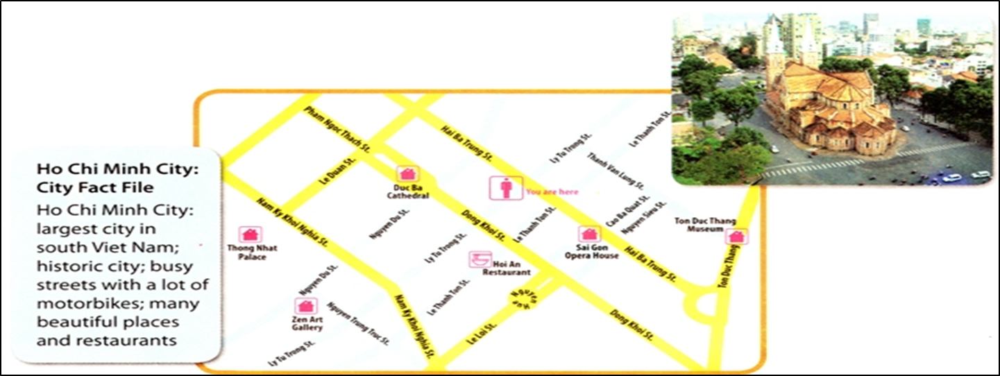 Ho Chi Minh City:
City Fact File
Ho Chi Minh City:
largest city in
south Viet Nam;
historic city; busy
streets with a lot of
motorbikes; many
beautiful places
and restaurants
Pham Ngoc Thach St.
Hai Ba Trung St.
Le Thanh Ton St.
Ly Tu Trong St.
Thanh Van Lung St.
Le Duan St.
Duc Ba
Cathedral
You are here
Nam Ky Khoi Nghia St.
Nguyen Du St.
Dong Khoi St.
Le Thanh Ton St.
Cao Ba Quat St.
Nguyen Sieu St.
Ton Duc Thang
Museum
Thong Nhat
Palace
Ly Tu Trong St.
Sai Gon
Opera House
Hai Ba Trung St.
Ton Duc Thang
Hoi An
Restaurant
Nguyen Du St.
Le Thanh Ton St.
Nguyen
Hue
Zen Art
Gallery
Nguyen Trung Truc St.
Nam Ky Khoi Nghia St.
Dong Khoi St.
Le Loi St.
Ly Tu Trong St.